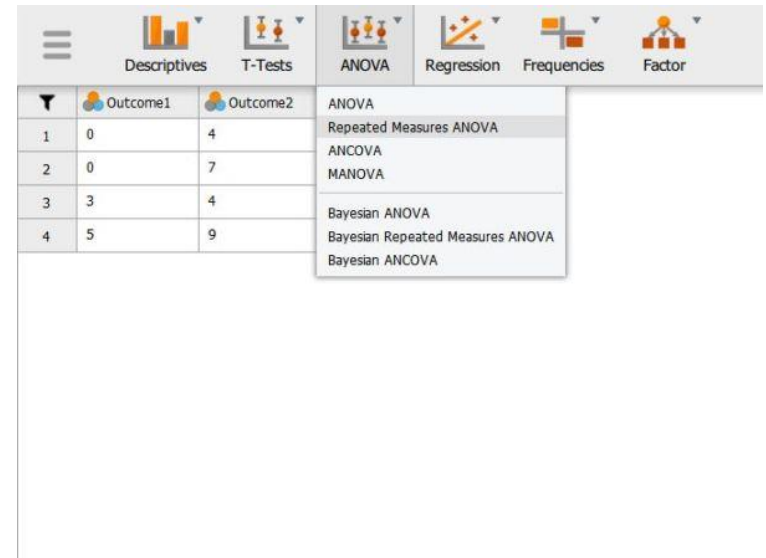 Descriptives T-Tests ANOVA Regression Frequencies Factor
Outcome1 Outcome2
1 0 4
2 0 7
3 3 4
4 5 9
ANOVA
Repeated Measures ANOVA
ANCOVA
MANOVA
Bayesian ANOVA
Bayesian Repeated Measures ANOVA
Bayesian ANCOVA